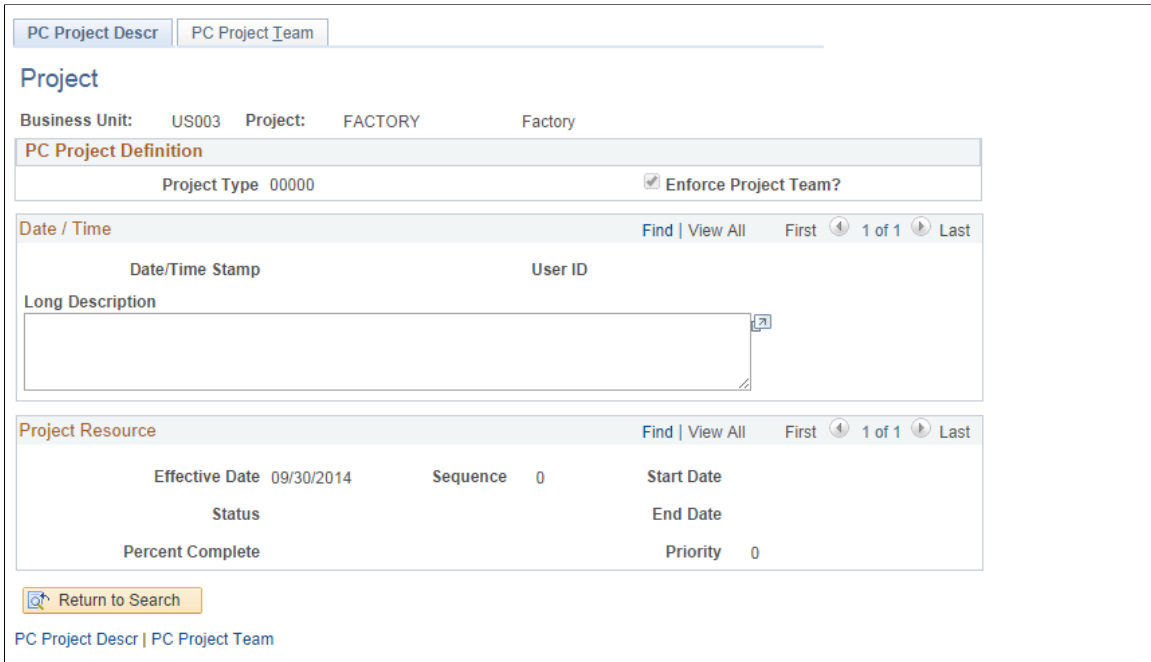 PC Project Descr PC Project Team
Project
Business Unit: US003 Project: FACTORY Factory
PC Project Definition
Project Type 00000 Enforce Project Team?
Date / Time Find | View All First 1 of 1 Last
Date/Time Stamp User ID
Long Description
Project Resource Find | View All First 1 of 1 Last
Effective Date 09/30/2014 Sequence 0 Start Date
Status End Date
Percent Complete Priority 0
Return to Search
PC Project Descr | PC Project Team